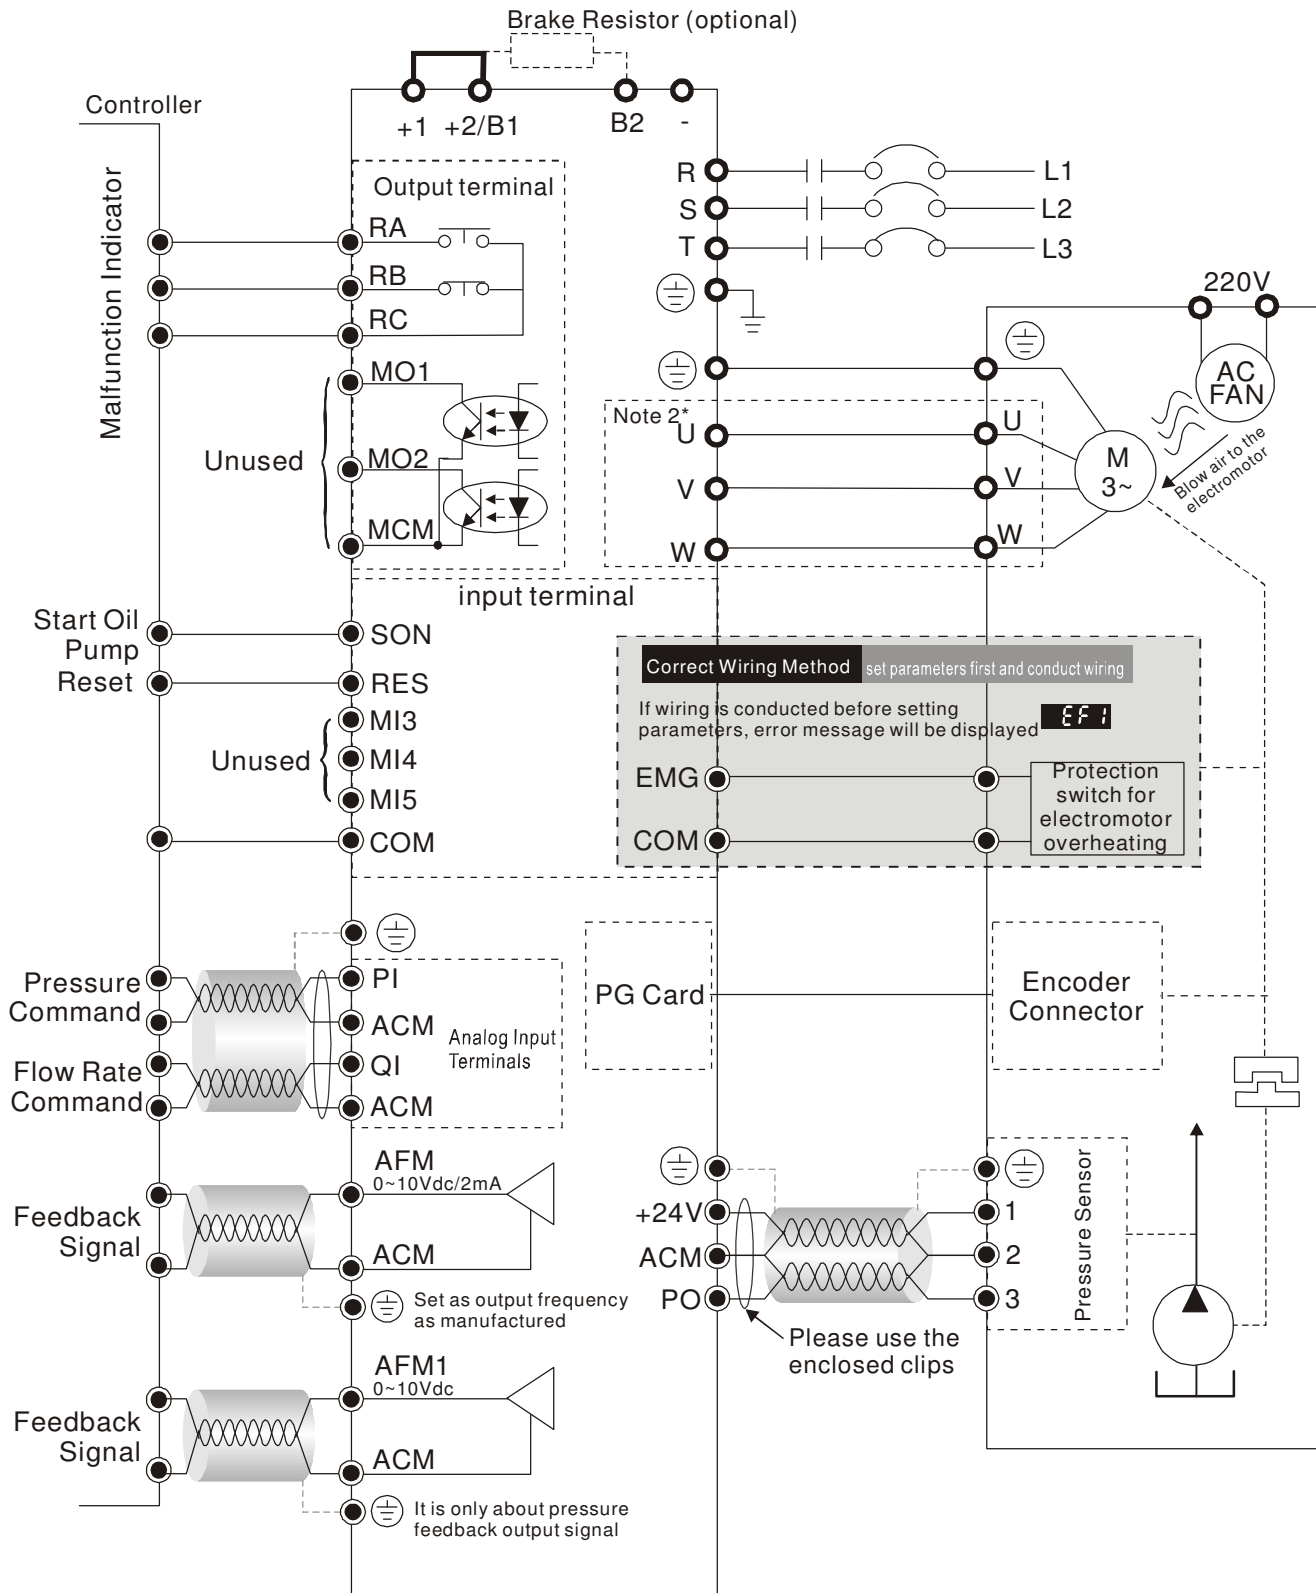 Brake Resistor (optional)
Controller
+1
+2/B1
B2
-
Malfunction Indicator
Output terminal
RA
RB
RC
MO1
MO2
MCM
Unused
R
S
T
L1
L2
L3
220V
AC
FAN
Blow air to the
electromotor
Note 2*
U
V
W
U
V
W
M
3~
input terminal
Start Oil
Pump
Reset
SON
RES
MI3
MI4
MI5
Unused
COM
Correct Wiring Method
set parameters first and conduct wiring
If wiring is conducted before setting
parameters, error message will be displayed
EF1
EMG
COM
Protection
switch for
electromotor
overheating
Pressure
Command
Flow Rate
Command
PI
ACM
QI
ACM
Analog Input
Terminals
PG Card
Encoder
Connector
Feedback
Signal
AFM
0~10Vdc/2mA
ACM
Set as output frequency
as manufactured
+24V
ACM
PO
1
2
3
Pressure Sensor
Please use the
enclosed clips
Feedback
Signal
AFM1
0~10Vdc
ACM
It is only about pressure
feedback output signal